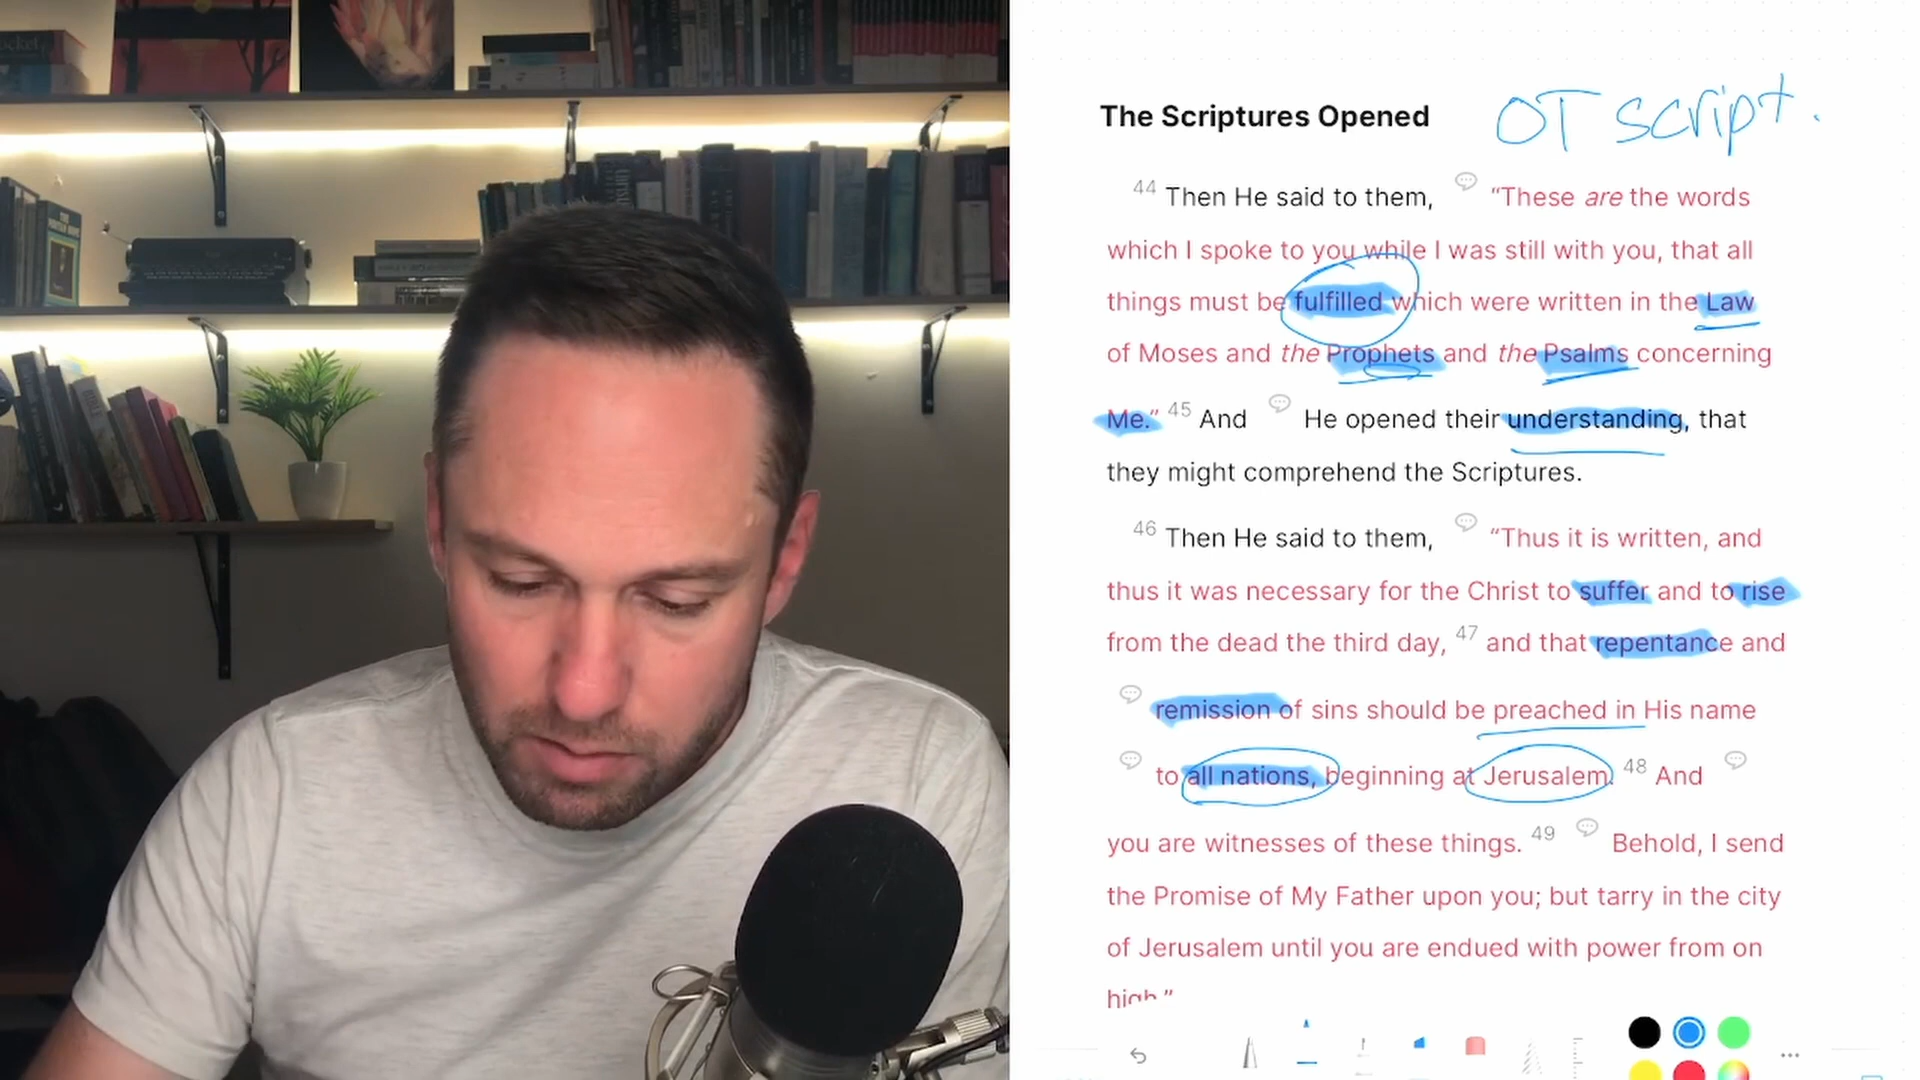 The Scriptures Opened OT script.
44 Then He said to them, “These are the words
which I spoke to you while I was still with you, that all
things must be fulfilled which were written in the Law
of Moses and the Prophets and the Psalms concerning
Me.” 45 And He opened their understanding, that
they might comprehend the Scriptures.
46 Then He said to them, “Thus it is written, and
thus it was necessary for the Christ to suffer and to rise
from the dead the third day, 47 and that repentance and
remission of sins should be preached in His name
to all nations, beginning at Jerusalem. 48 And
you are witnesses of these things. 49 Behold, I send
the Promise of My Father upon you; but tarry in the city
of Jerusalem until you are endued with power from on
high.”